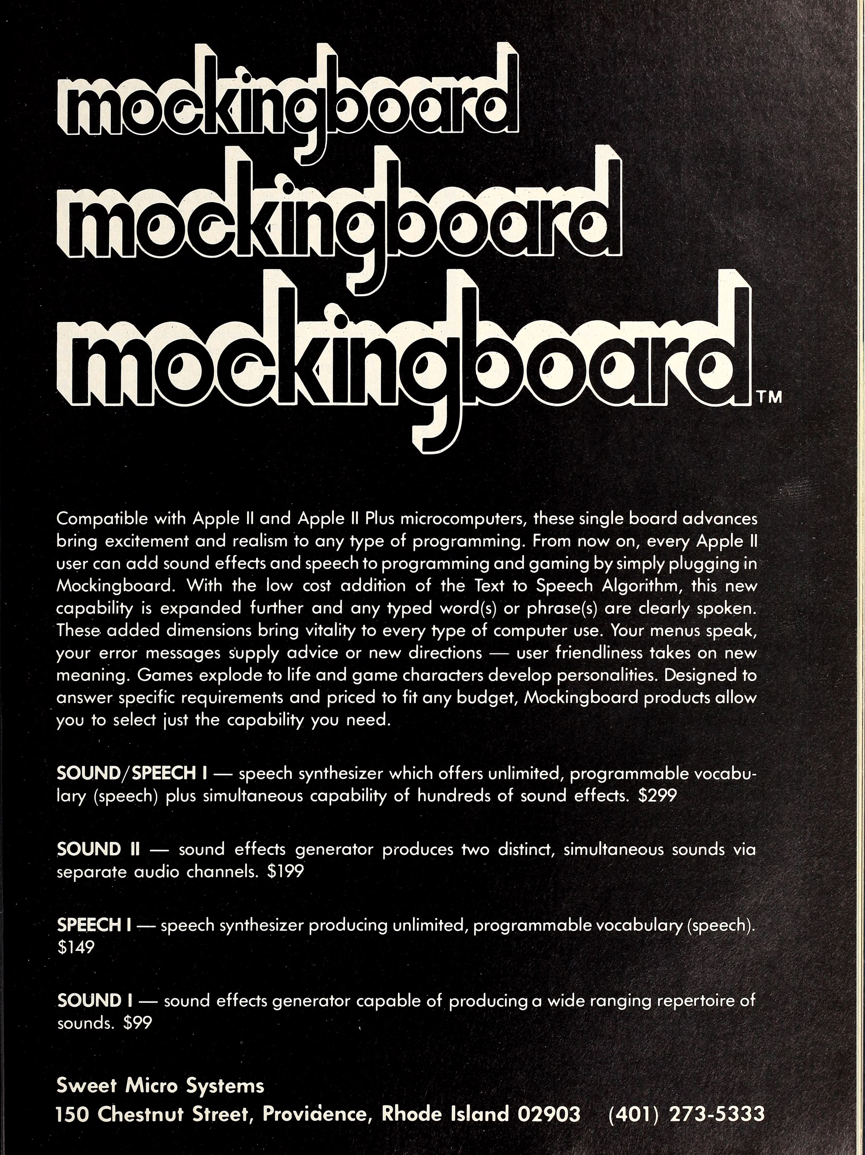 mockingboard
mockingboard
mockingboard TM
Compatible with Apple II and Apple II Plus microcomputers, these single board advances
bring excitement and realism to any type of programming. From now on, every Apple II
user can add sound effects and speech to programming and gaming by simply plugging in
Mockingboard. With the low cost addition of the Text to Speech Algorithm, this new
capability is expanded further and any typed word(s) or phrase(s) are clearly spoken.
These added dimensions bring vitality to every type of computer use. Your menus speak,
your error messages supply advice or new directions — user friendliness takes on new
meaning. Games explode to life and game characters develop personalities. Designed to
answer specific requirements and priced to fit any budget, Mockingboard products allow
you to select just the capability you need.
SOUND/SPEECH I — speech synthesizer which offers unlimited, programmable vocabu-
lary (speech) plus simultaneous capability of hundreds of sound effects. $299
SOUND II — sound effects generator produces two distinct, simultaneous sounds via
separate audio channels. $199
SPEECH I — speech synthesizer producing unlimited, programmable vocabulary (speech).
$149
SOUND I — sound effects generator capable of producing a wide ranging repertoire of
sounds. $99
Sweet Micro Systems
150 Chestnut Street, Providence, Rhode Island 02903 (401) 273-5333